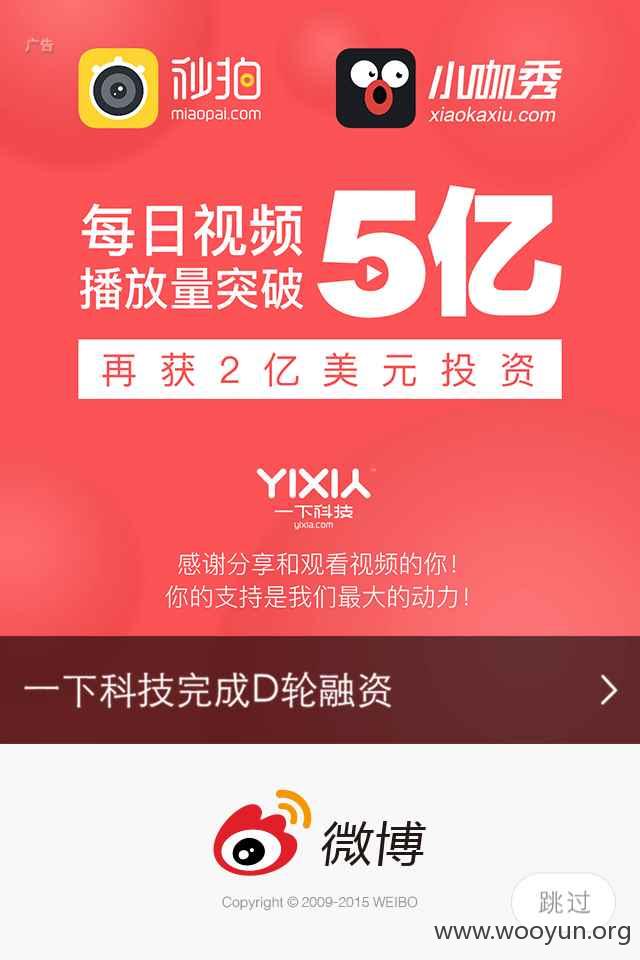 广告
秒拍
miaopai.com
小咖秀
xiaokaxiu.com
每日视频
播放量突破
5亿
再获2亿美元投资
YIXIA
一下科技
yixia.com
感谢分享和观看视频的你！
你的支持是我们最大的动力！
一下科技完成D轮融资
微博
Copyright © 2009-2015 WEIBO
跳过
www.wooyun.org